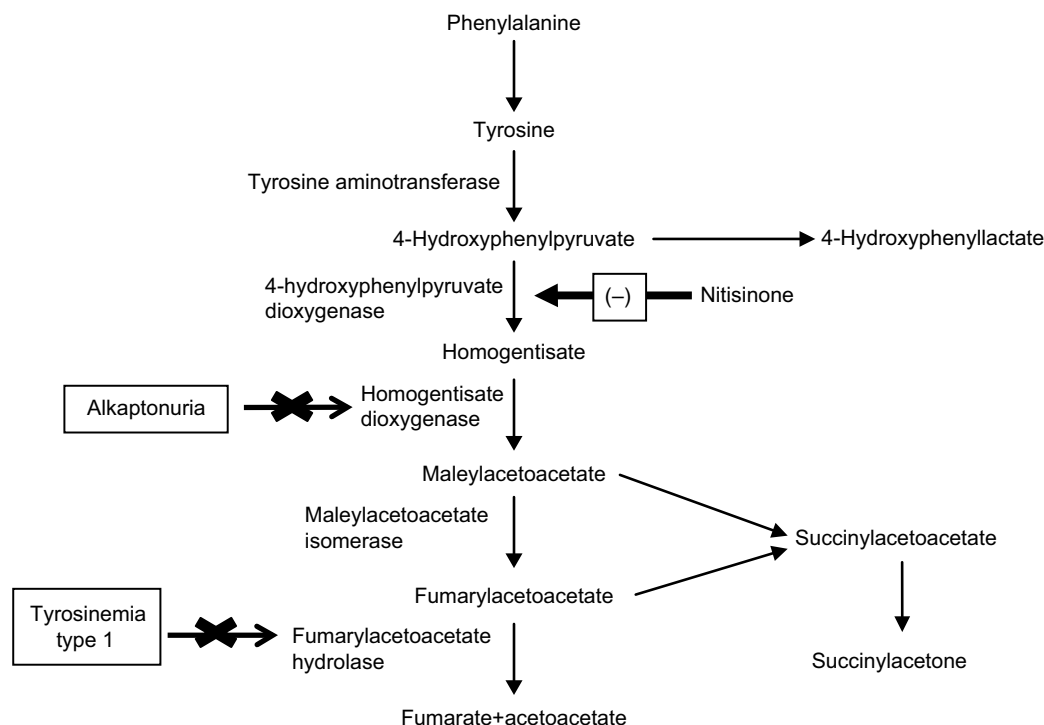 Phenylalanine
Tyrosine
Tyrosine aminotransferase
4-Hydroxyphenylpyruvate
4-Hydroxyphenyllactate
4-hydroxyphenylpyruvate
dioxygenase
(–)
Nitisinone
Homogentisate
Alkaptonuria
Homogentisate
dioxygenase
Maleylacetoacetate
Maleylacetoacetate
isomerase
Succinylacetoacetate
Fumarylacetoacetate
Tyrosinemia
type 1
Fumarylacetoacetate
hydrolase
Succinylacetone
Fumarate+acetoacetate